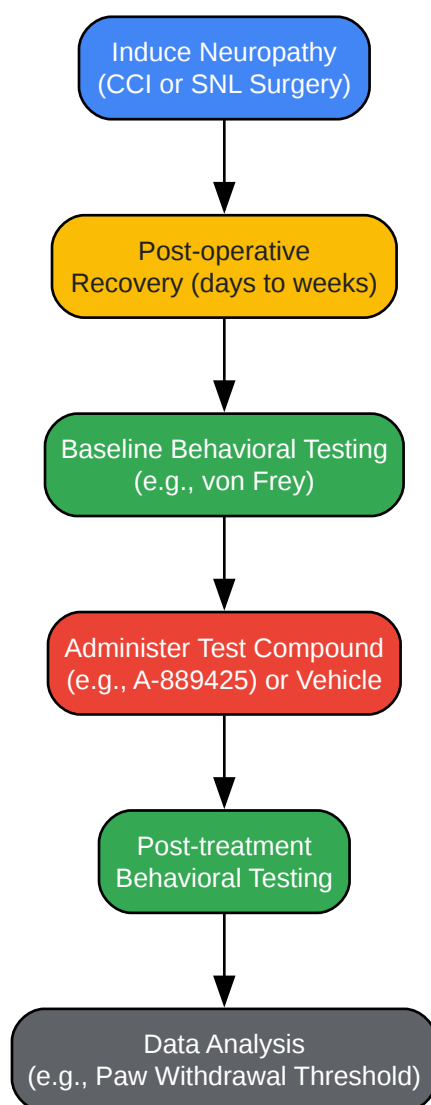 Induce Neuropathy
(CCI or SNL Surgery)
Post-operative
Recovery (days to weeks)
Baseline Behavioral Testing
(e.g., von Frey)
Administer Test Compound
(e.g., A-889425) or Vehicle
Post-treatment
Behavioral Testing
Data Analysis
(e.g., Paw Withdrawal Threshold)